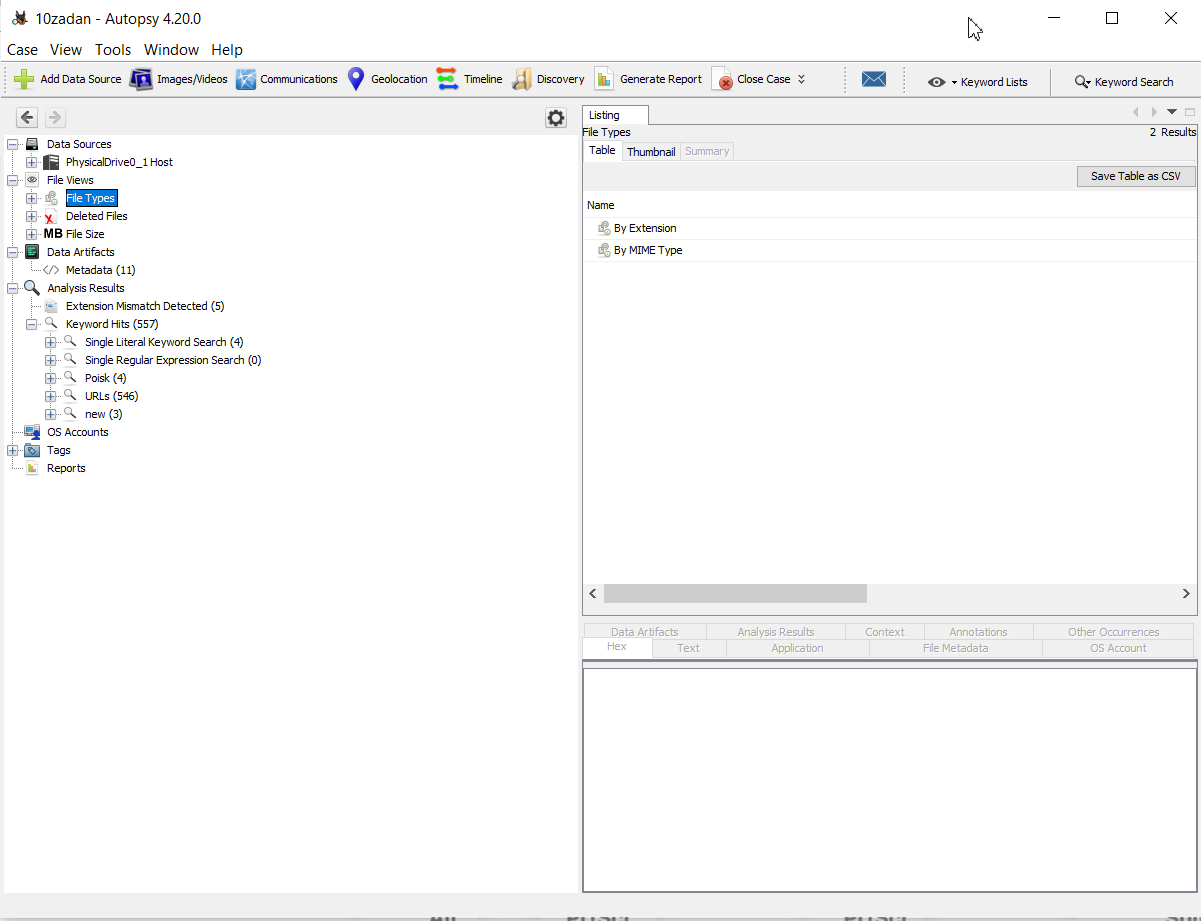 10zadan - Autopsy 4.20.0
Case View Tools Window Help
Add Data Source Images/Videos Communications Geolocation Timeline Discovery Generate Report Close Case Keyword Lists Keyword Search
Data Sources
PhysicalDrive0_1 Host
File Views
File Types
Deleted Files
MB File Size
Data Artifacts
Metadata (11)
Analysis Results
Extension Mismatch Detected (5)
Keyword Hits (557)
Single Literal Keyword Search (4)
Single Regular Expression Search (0)
Poisk (4)
URLs (546)
new (3)
OS Accounts
Tags
Reports
Listing
File Types 2 Results
Table Thumbnail Summary
Save Table as CSV
Name
By Extension
By MIME Type
Data Artifacts Analysis Results Context Annotations Other Occurrences
Hex Text Application File Metadata OS Account